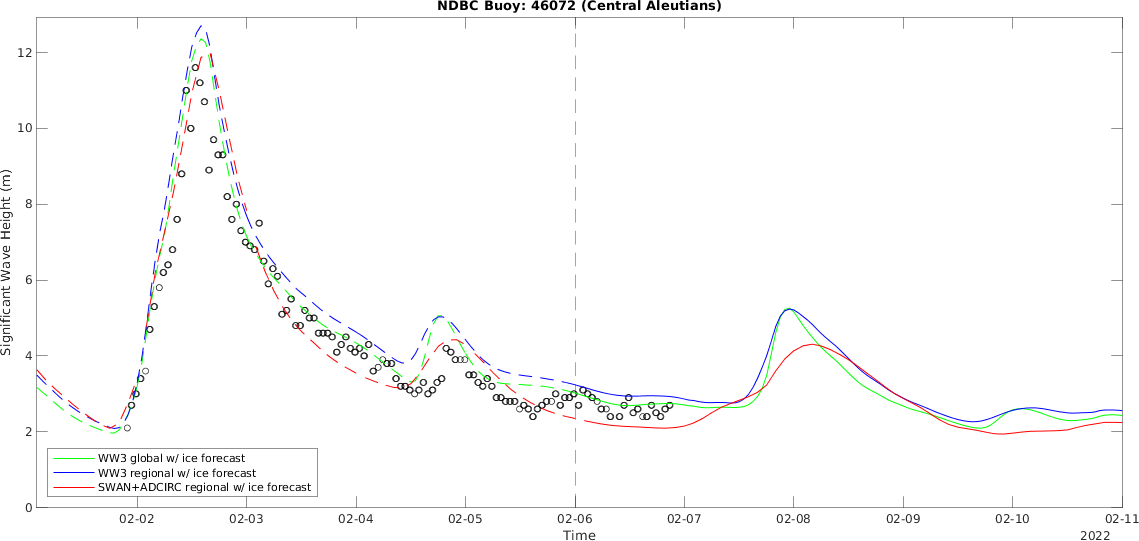 NDBC Buoy: 46072 (Central Aleutians)
Significant Wave Height (m)
12
10
8
6
4
2
0
WW3 global w/ ice forecast
WW3 regional w/ ice forecast
SWAN+ADCIRC regional w/ ice forecast
02-02 02-03 02-04 02-05 02-06 02-07 02-08 02-09 02-10 02-11
Time
2022